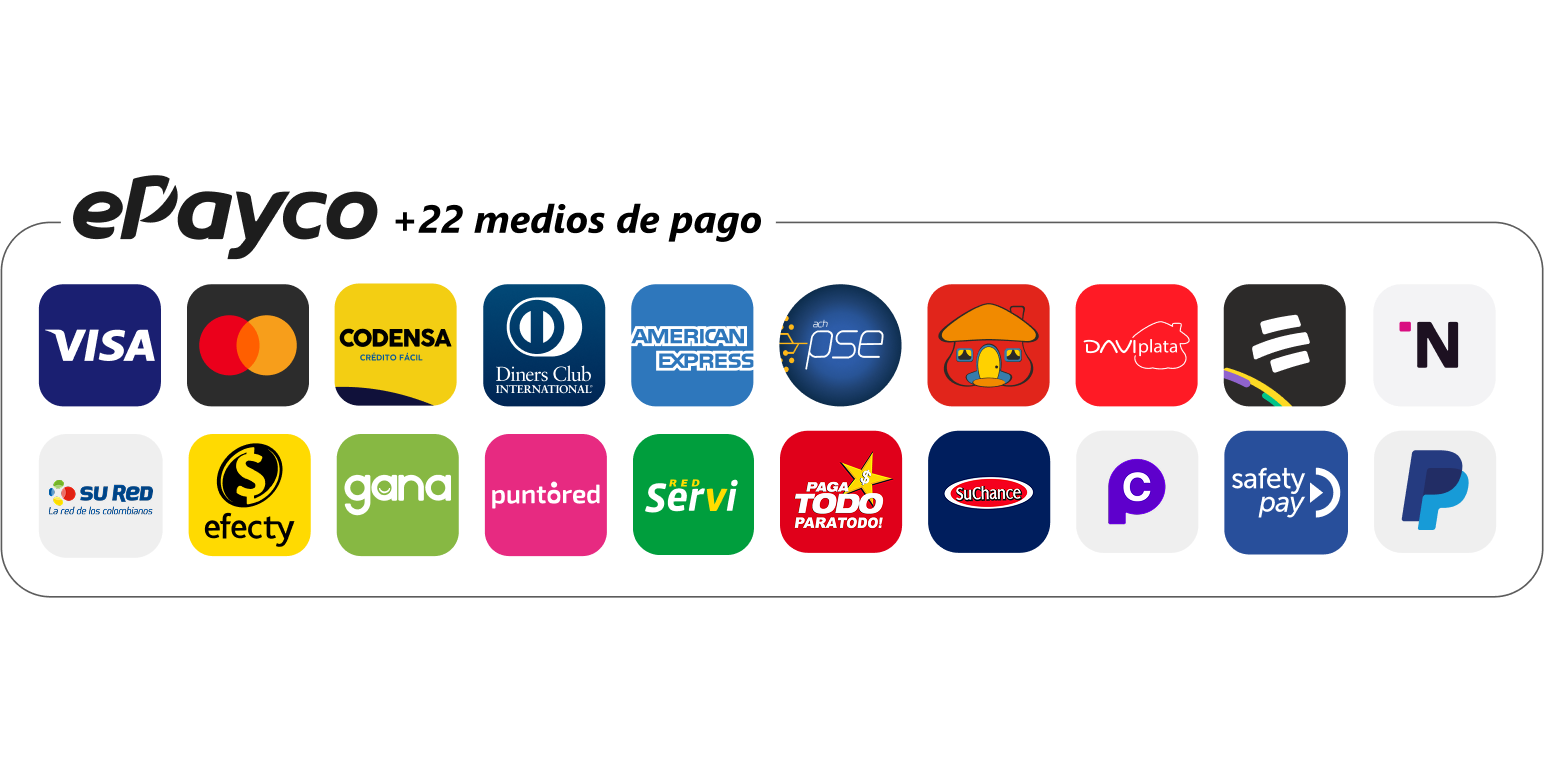 ePayco +22 medios de pago
VISA
CODENSA
CRÉDITO FÁCIL
Diners Club
INTERNATIONAL®
AMERICAN
EXPRESS
ach
pse
DAVIplata
N
su Red
La red de los colombianos
efecty
gana
puntored
RED
Servi
PAGA
TODO
PARATODO!
SuChance
C
safety
pay
P